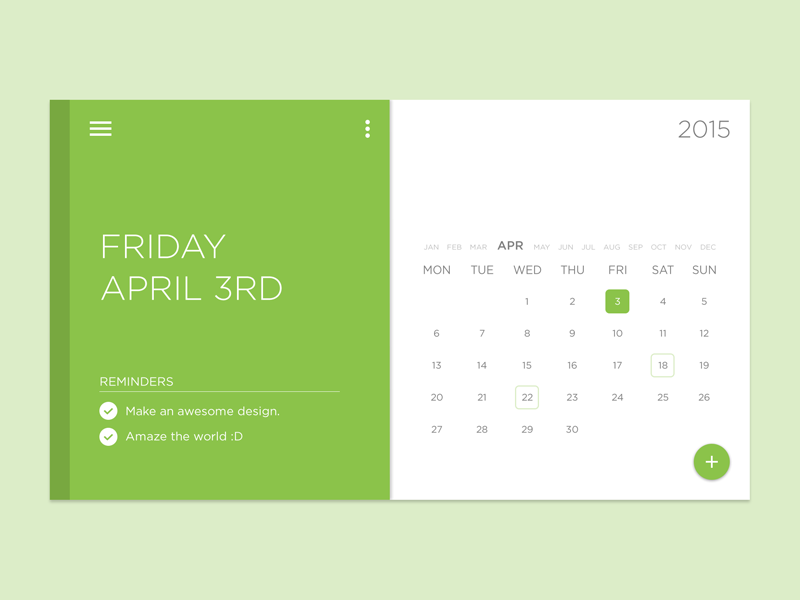 FRIDAY
APRIL 3RD
REMINDERS
Make an awesome design.
Amaze the world :D
2015
JAN FEB MAR APR MAY JUN JUL AUG SEP OCT NOV DEC
MON TUE WED THU FRI SAT SUN
1 2 3 4 5
6 7 8 9 10 11 12
13 14 15 16 17 18 19
20 21 22 23 24 25 26
27 28 29 30